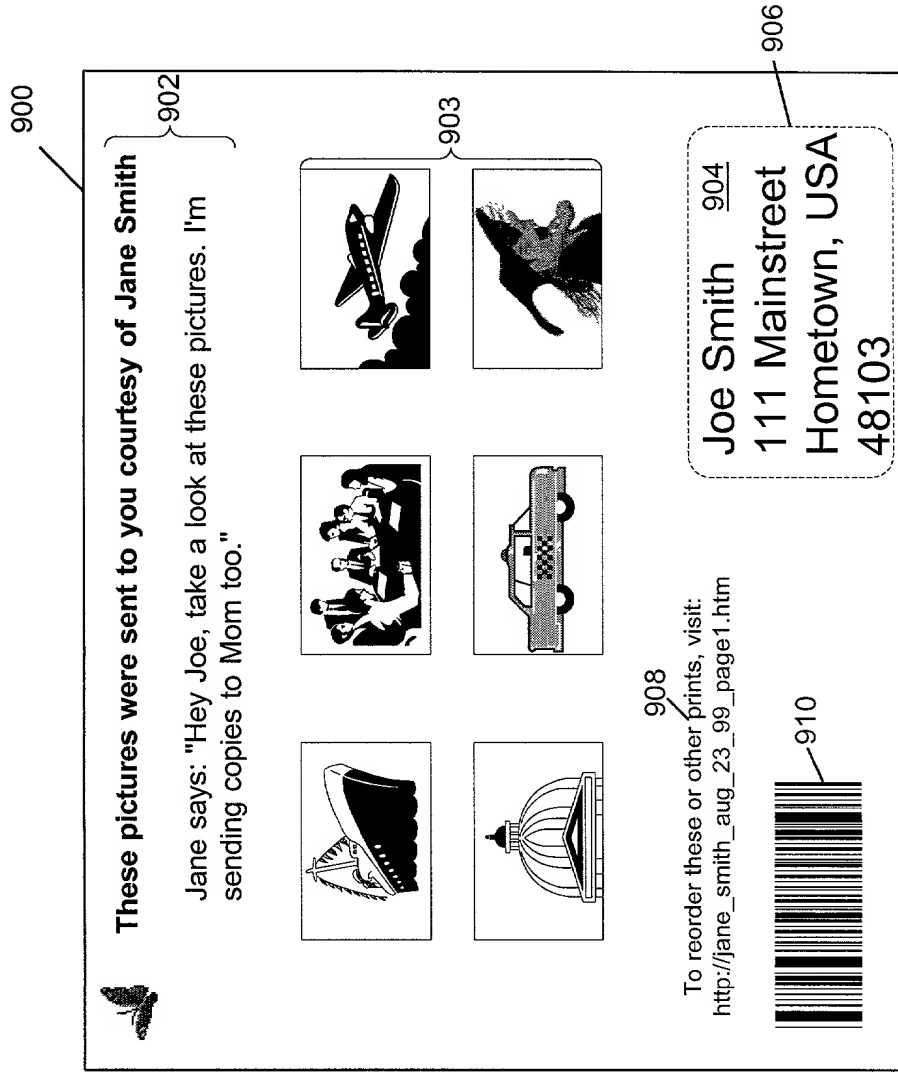 900
These pictures were sent to you courtesy of Jane Smith
902
Jane says: "Hey Joe, take a look at these pictures. I'm
sending copies to Mom too."
903
908
To reorder these or other prints, visit:
http://jane_smith_aug_23_99_page1.htm
910
Joe Smith 904
111 Mainstreet
Hometown, USA
48103
906